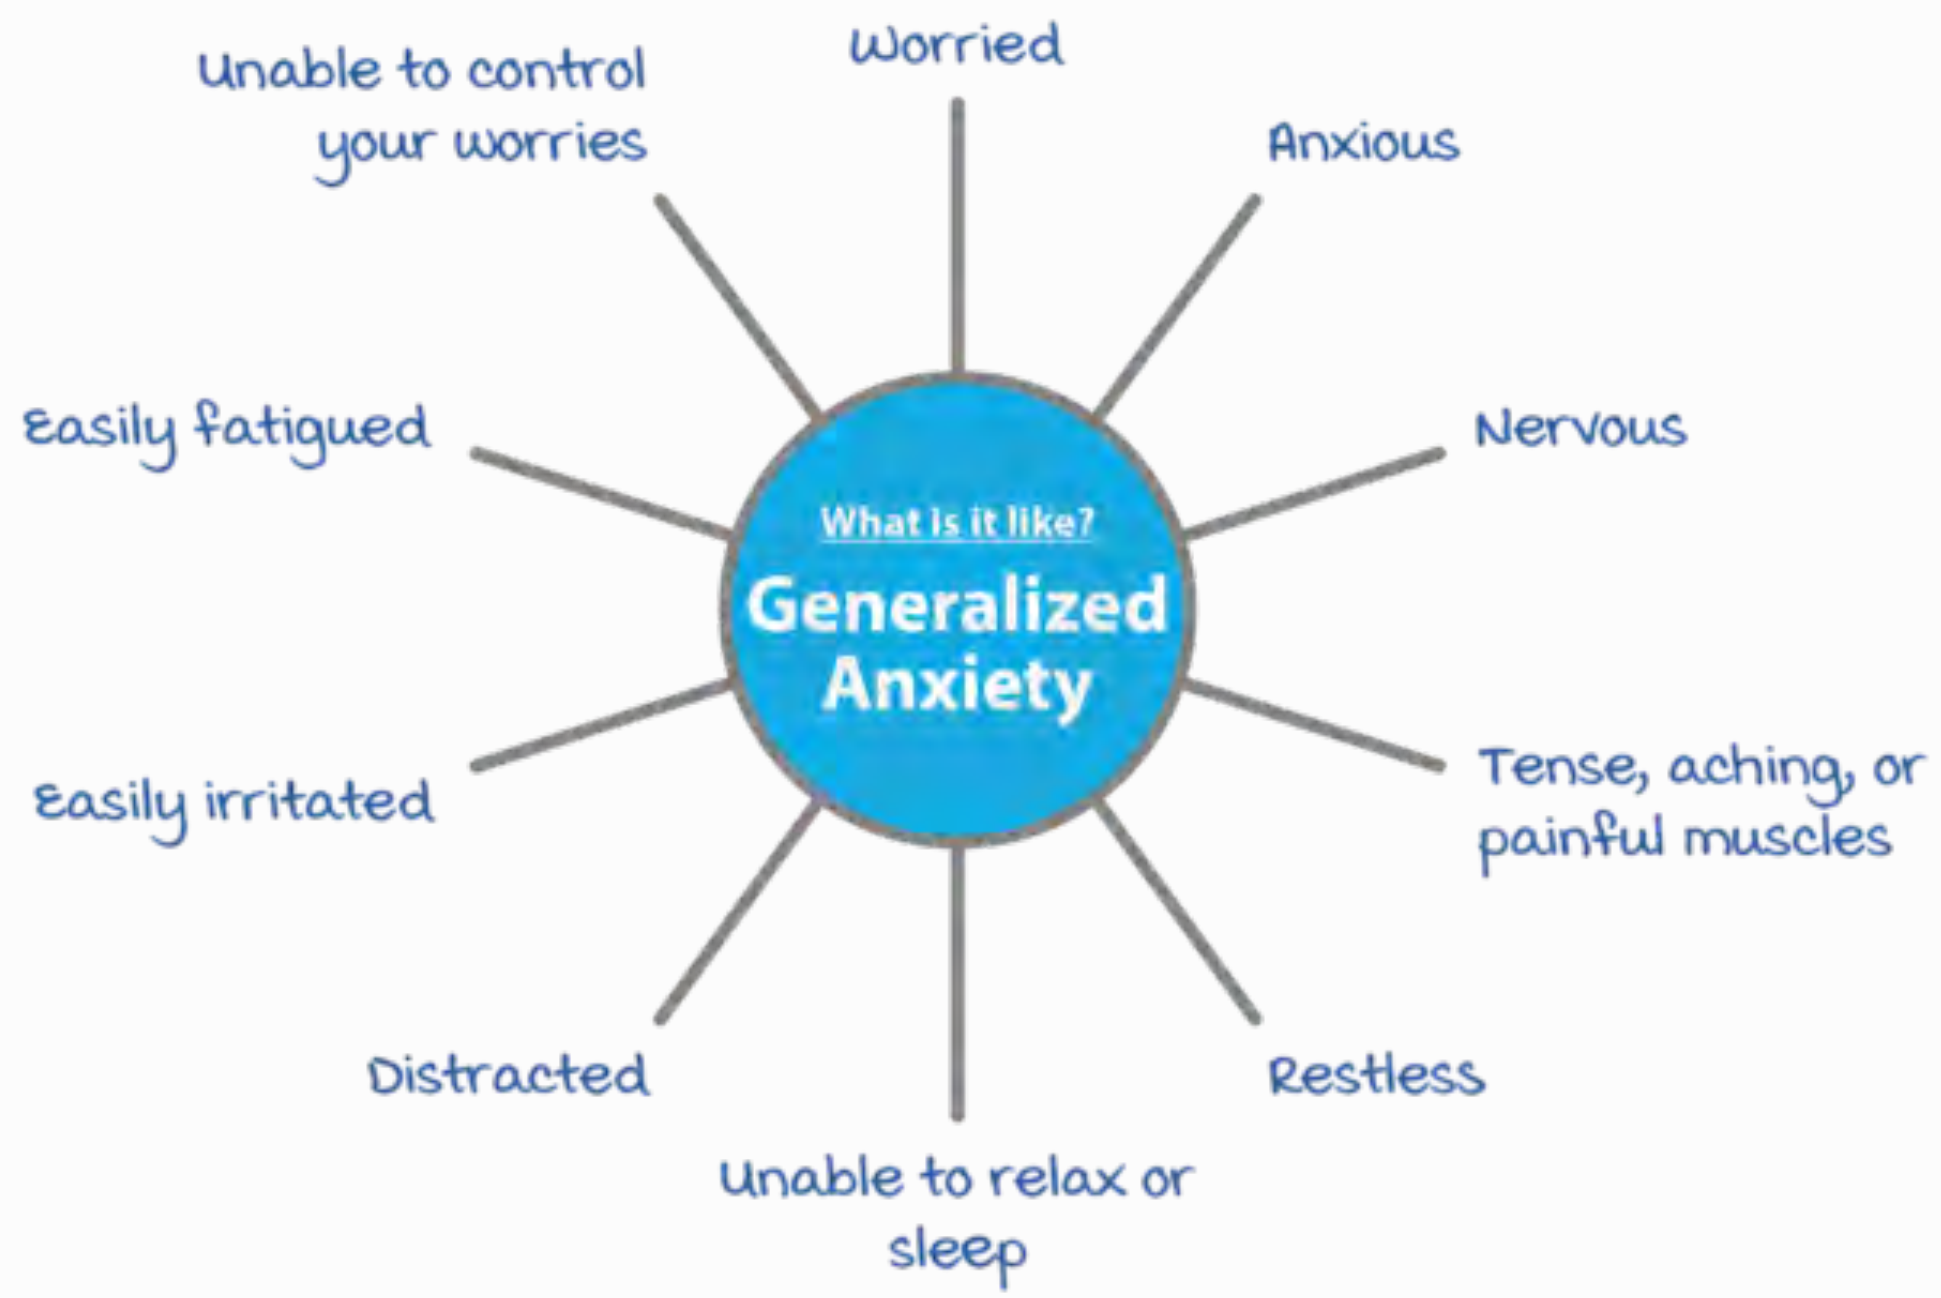 Worried
Unable to control
your worries
Anxious
Easily fatigued
Nervous
What is it like?
Generalized
Anxiety
Easily irritated
Tense, aching, or
painful muscles
Distracted
Restless
Unable to relax or
sleep